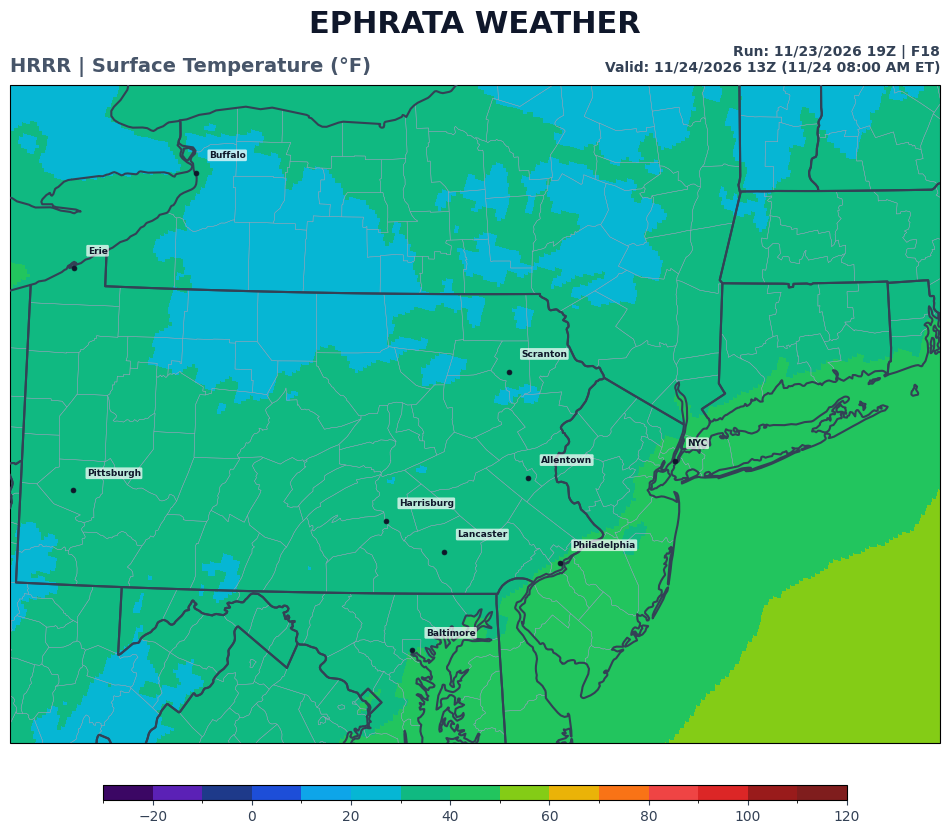 EPHRATA WEATHER
HRRR | Surface Temperature (°F)
Run: 11/23/2026 19Z | F18
Valid: 11/24/2026 13Z (11/24 08:00 AM ET)
Buffalo
Erie
Scranton
NYC
Allentown
Pittsburgh
Harrisburg
Lancaster
Philadelphia
Baltimore
−20 0 20 40 60 80 100 120